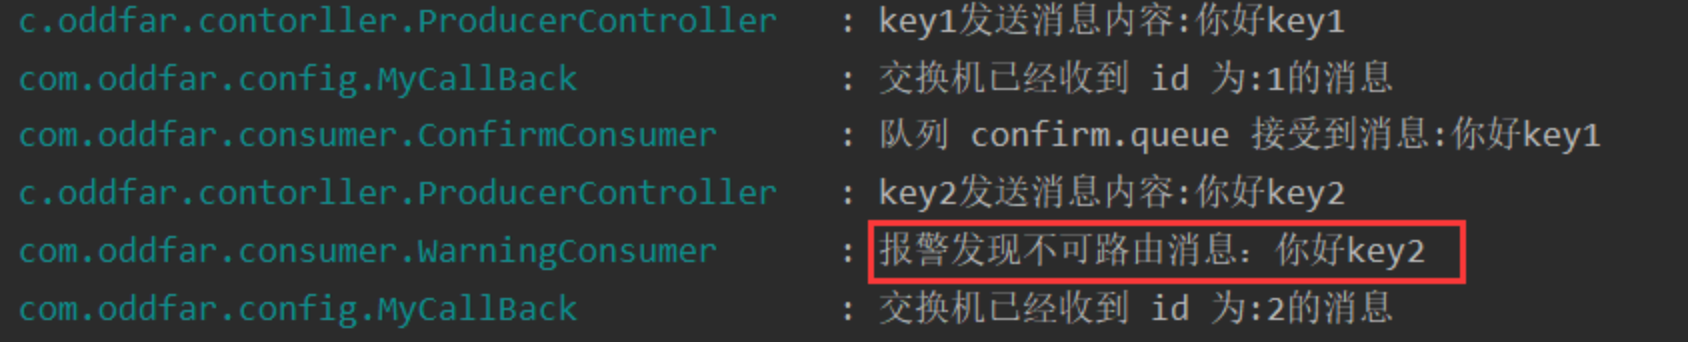 c.oddfar.contorller.ProducerController : key1发送消息内容:你好key1
com.oddfar.config.MyCallBack : 交换机已经收到 id 为:1的消息
com.oddfar.consumer.ConfirmConsumer : 队列 confirm.queue 接受到消息:你好key1
c.oddfar.contorller.ProducerController : key2发送消息内容:你好key2
com.oddfar.consumer.WarningConsumer : 报警发现不可路由消息：你好key2
com.oddfar.config.MyCallBack : 交换机已经收到 id 为:2的消息